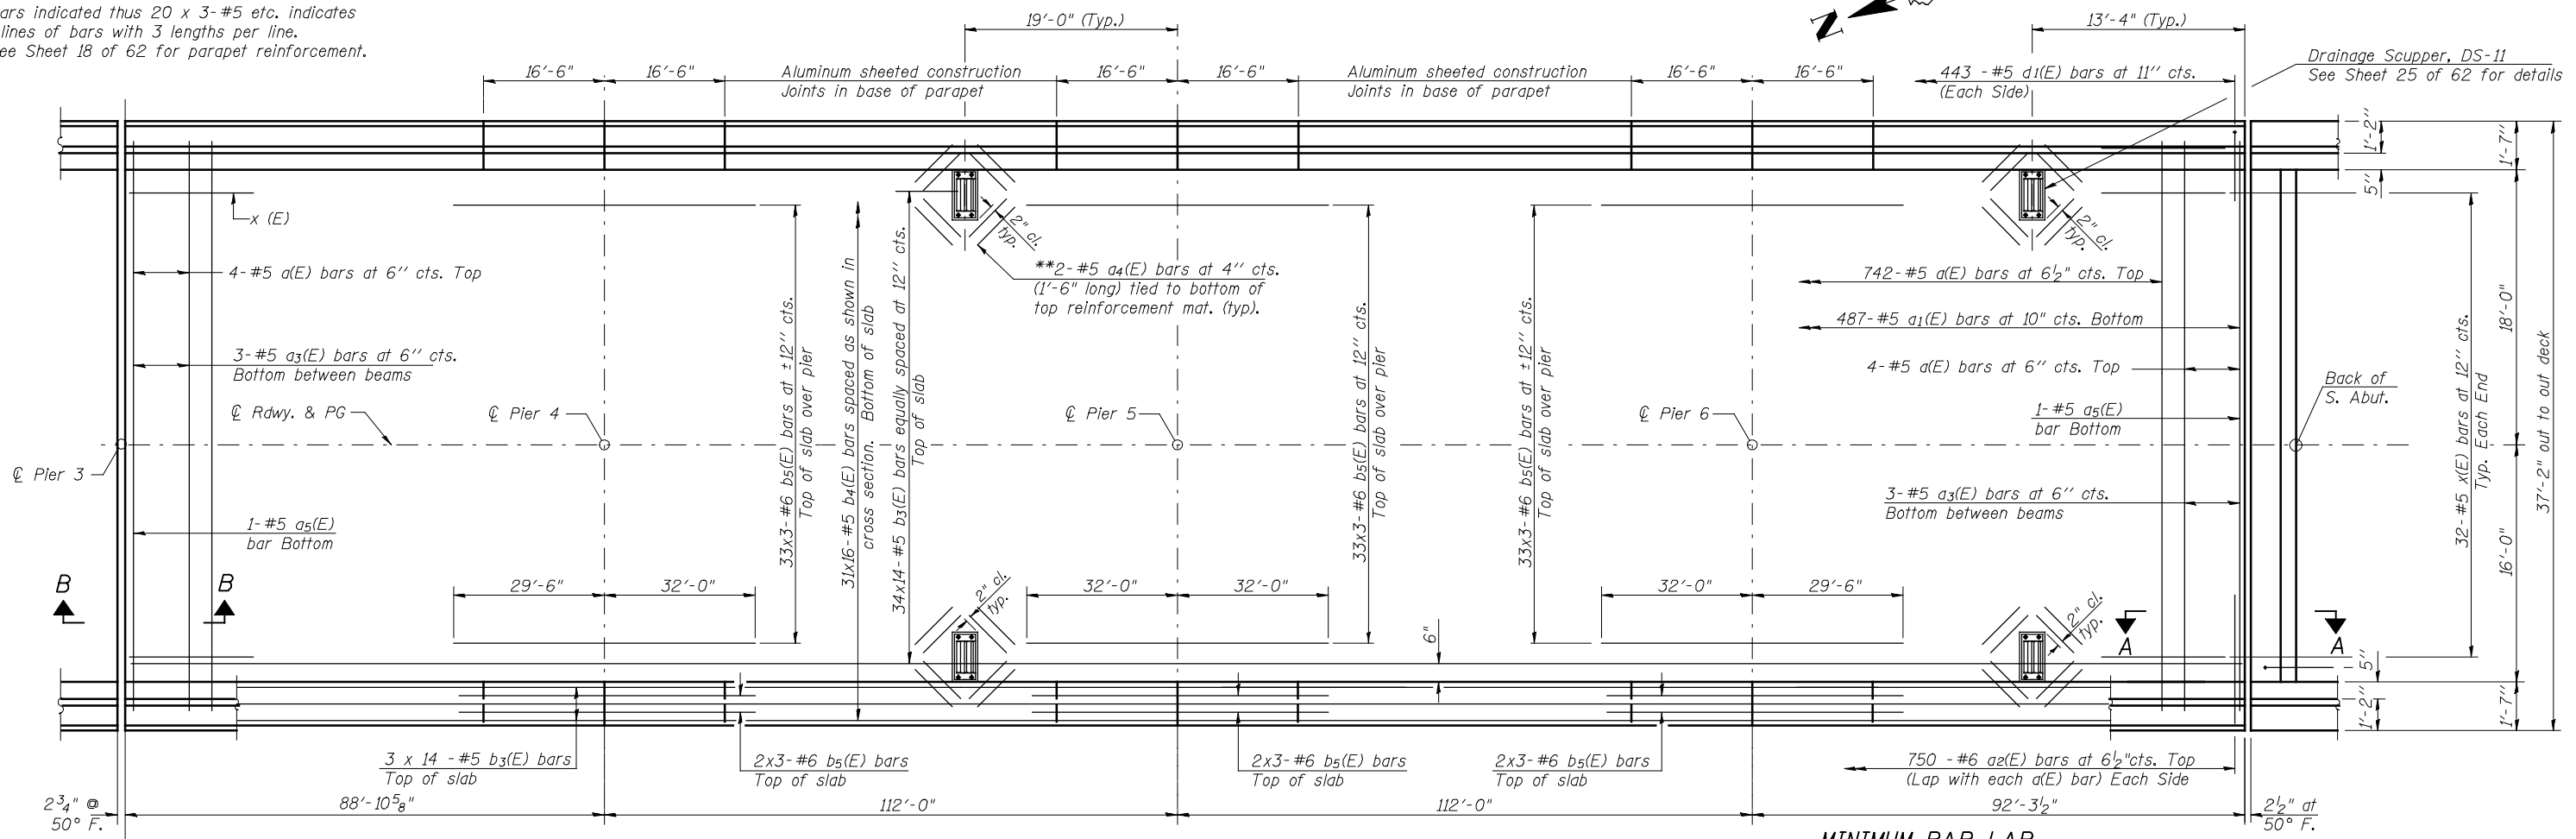 ars indicated thus 20 x 3-#5 etc. indicates
lines of bars with 3 lengths per line.
ee Sheet 18 of 62 for parapet reinforcement.
19'-0" (Typ.)
N
13'-4" (Typ.)
Drainage Scupper, DS-11
See Sheet 25 of 62 for details
16'-6"
16'-6"
Aluminum sheeted construction
Joints in base of parapet
16'-6"
16'-6"
Aluminum sheeted construction
Joints in base of parapet
16'-6"
16'-6"
443 -#5 d1(E) bars at 11" cts.
(Each Side)
1'-2"
1'-7"
5"
x (E)
2" cl.
typ.
2" cl.
typ.
4-#5 a(E) bars at 6" cts. Top
**2-#5 a4(E) bars at 4" cts.
(1'-6" long) tied to bottom of
top reinforcement mat. (typ).
742-#5 a(E) bars at 6½" cts. Top
487-#5 a1(E) bars at 10" cts. Bottom
3-#5 a3(E) bars at 6" cts.
Bottom between beams
4-#5 a(E) bars at 6" cts. Top
33x3-#6 b5(E) bars at ±12" cts.
Top of slab over pier
31x16-#5 b4(E) bars spaced as shown in
cross section. Bottom of slab
34x14-#5 b3(E) bars equally spaced at 12" cts.
Top of slab
33x3-#6 b5(E) bars at 12" cts.
Top of slab over pier
33x3-#6 b5(E) bars at ±12" cts.
Top of slab over pier
32-#5 x(E) bars at 12" cts.
Typ. Each End
18'-0"
16'-0"
37'-2" out to out deck
℄ Rdwy. & PG
℄ Pier 4
℄ Pier 5
℄ Pier 6
1-#5 a5(E)
bar Bottom
Back of
S. Abut.
℄ Pier 3
1-#5 a5(E)
bar Bottom
3-#5 a3(E) bars at 6" cts.
Bottom between beams
B
B
29'-6"
32'-0"
2" cl.
typ.
32'-0"
32'-0"
32'-0"
29'-6"
2" cl.
typ.
6"
A
A
5"
1'-2"
1'-7"
3 x 14 -#5 b3(E) bars
Top of slab
2x3-#6 b5(E) bars
Top of slab
2x3-#6 b5(E) bars
Top of slab
2x3-#6 b5(E) bars
Top of slab
750 -#6 a2(E) bars at 6½"cts. Top
(Lap with each a(E) bar) Each Side
2¾" @
50° F.
88'-10⅝"
112'-0"
112'-0"
92'-3½"
2½" at
50° F.
MINIMUM BAR LAP